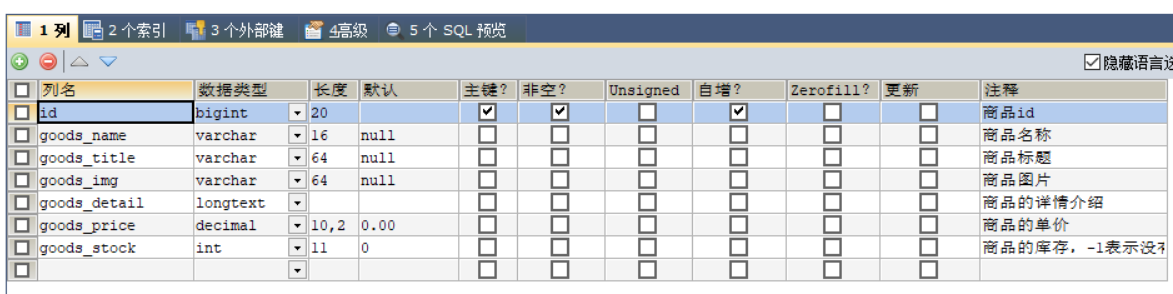 1 列 2 个索引 3 个外部键 4高级 5 个 SQL 预览
隐藏语言
列名 数据类型 长度 默认 主键? 非空? Unsigned 自增? Zerofill? 更新 注释
id bigint 20 商品id
goods_name varchar 16 null 商品名称
goods_title varchar 64 null 商品标题
goods_img varchar 64 null 商品图片
goods_detail longtext 商品的详情介绍
goods_price decimal 10,2 0.00 商品的单价
goods_stock int 11 0 商品的库存，-1表示没